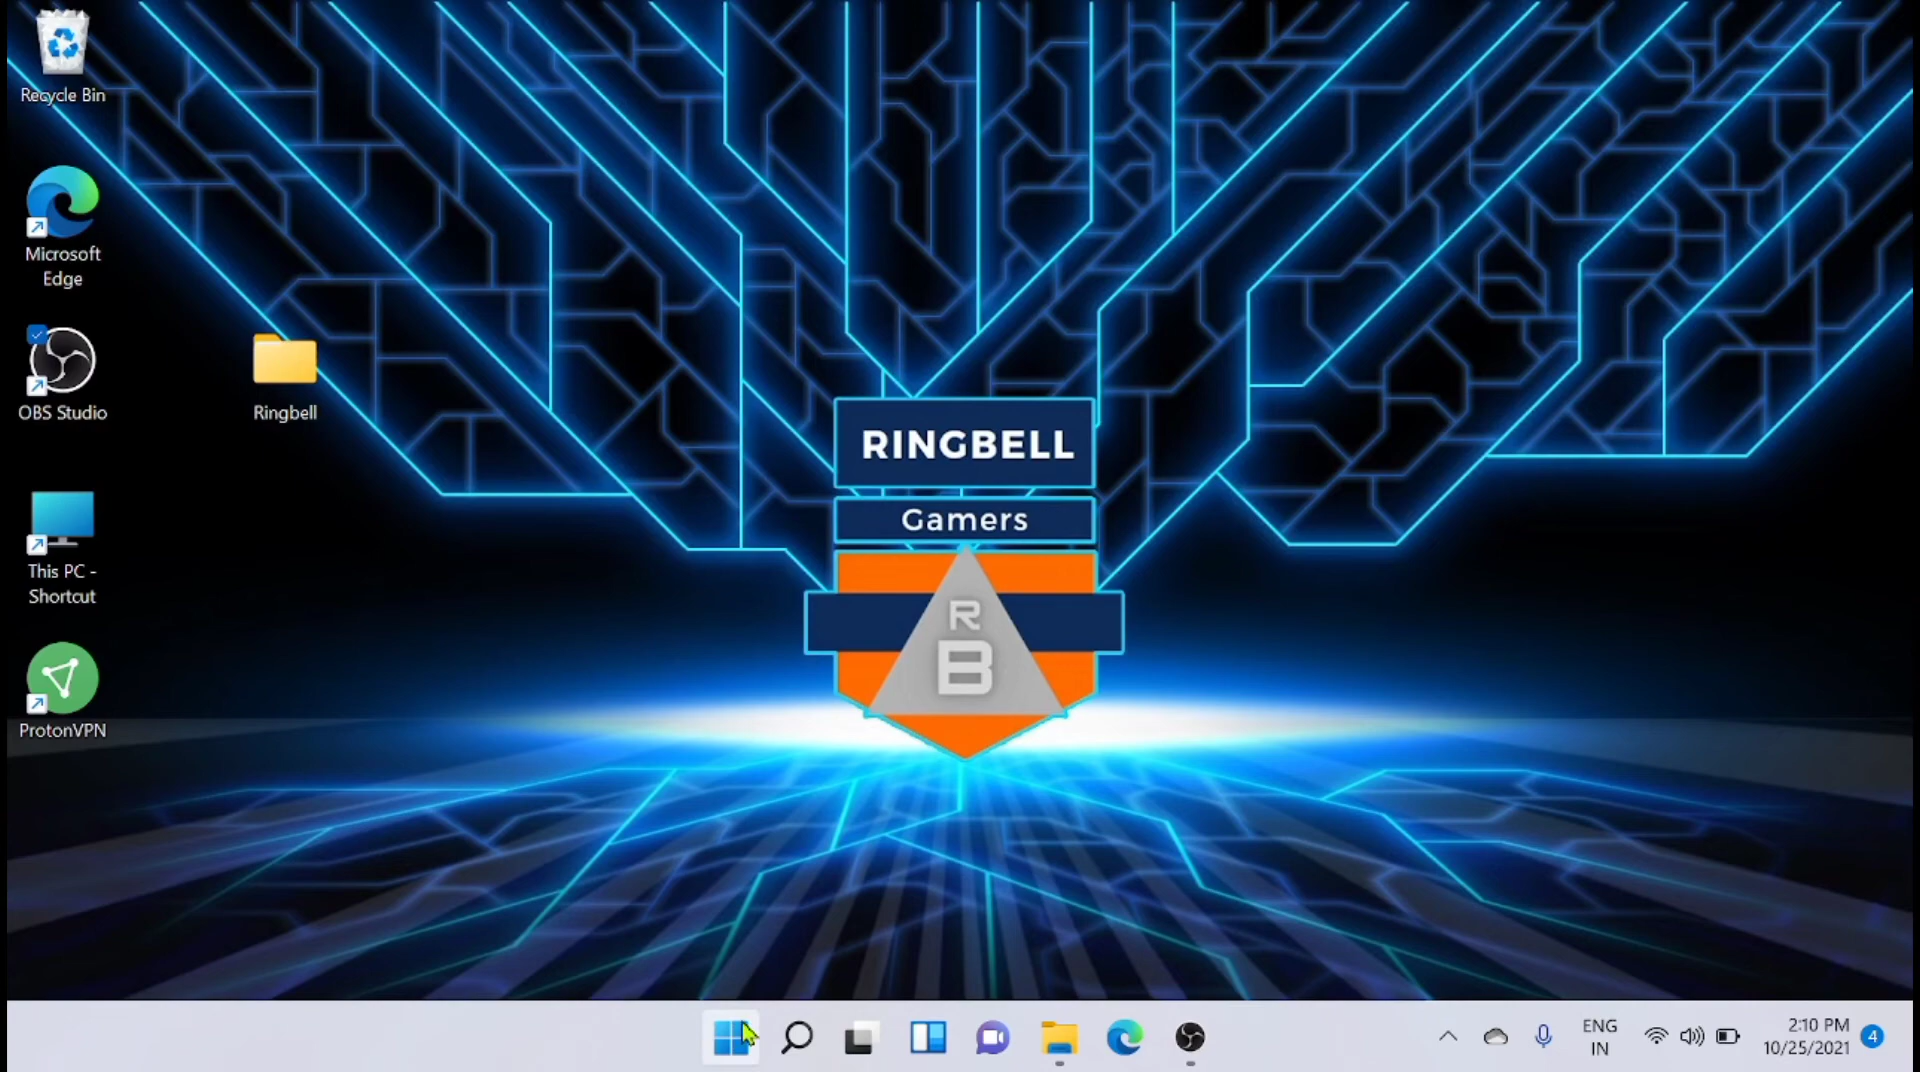 Recycle Bin
Microsoft
Edge
OBS Studio
Ringbell
This PC -
Shortcut
ProtonVPN
RINGBELL
Gamers
R
B
ENG
IN
2:10 PM
10/25/2021
4